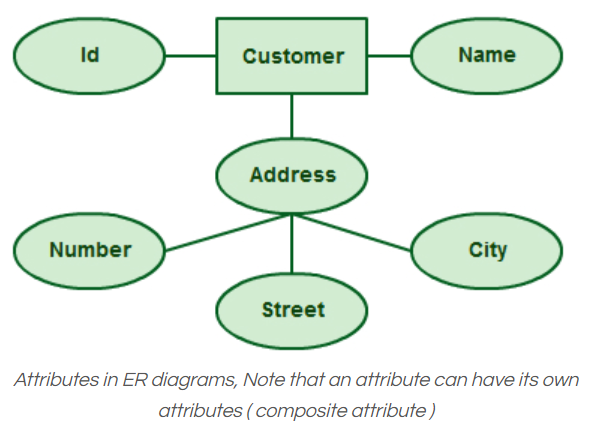 Id
Customer
Name
Address
Number
City
Street
Attributes in ER diagrams, Note that an attribute can have its own
attributes ( composite attribute )